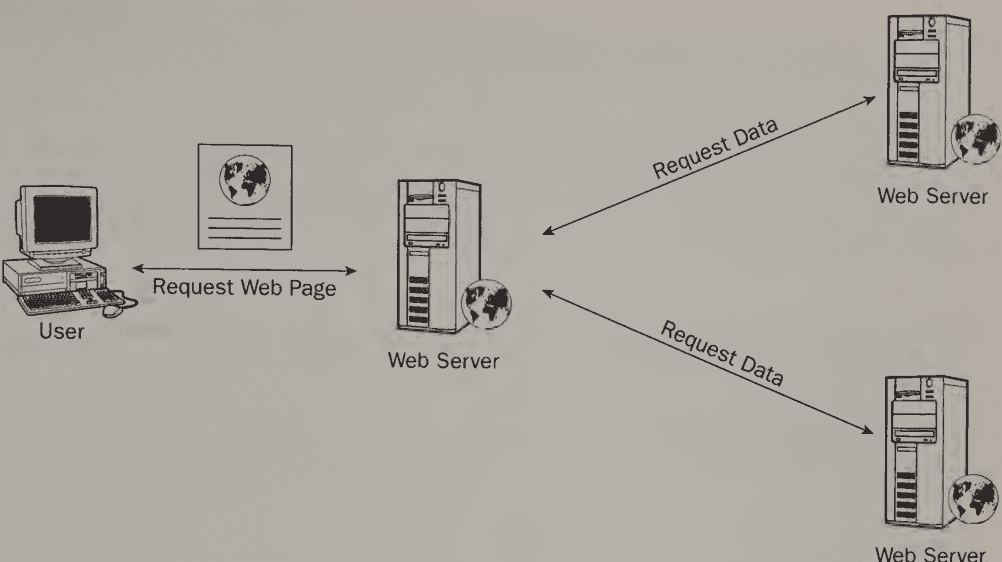 Request Data
Web Server
Request Web Page
User
Web Server
Request Data
Web Server